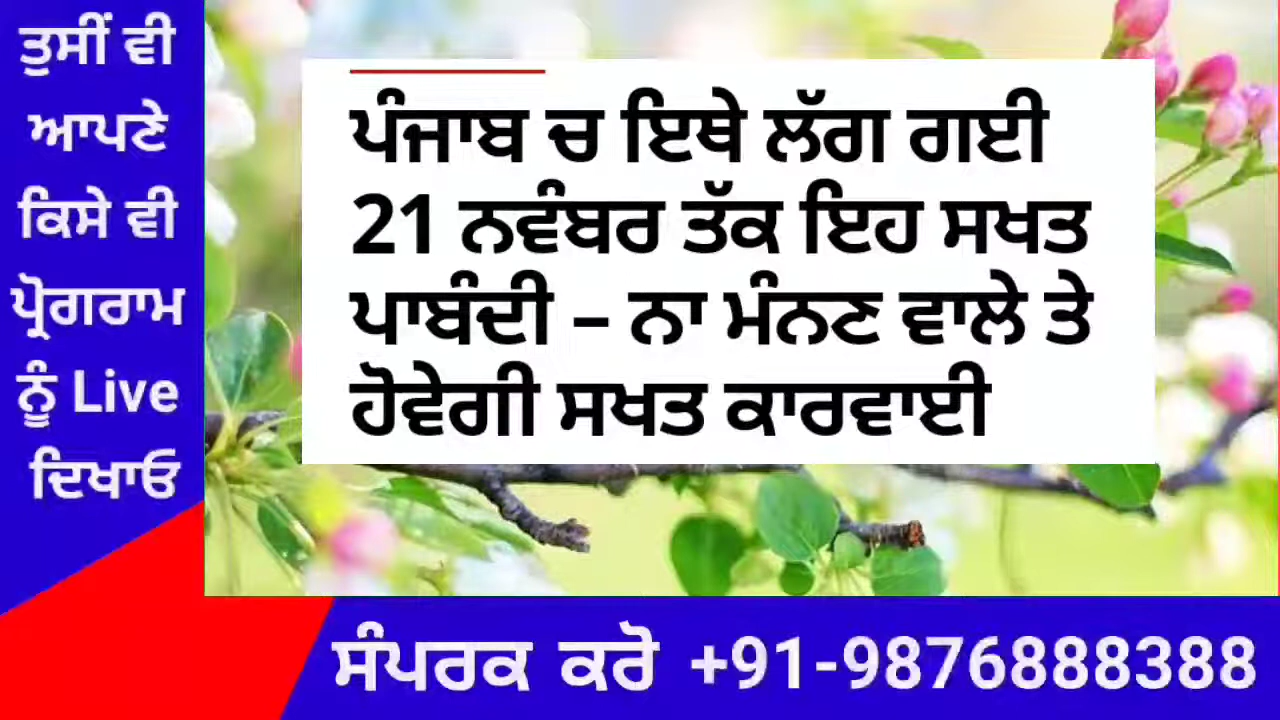 ਤੁਸੀਂ ਵੀ
ਆਪਣੇ
ਕਿਸੇ ਵੀ
ਪ੍ਰੋਗਰਾਮ
ਨੂੰ Live
ਦਿਖਾਓ
ਪੰਜਾਬ ਚ ਇਥੇ ਲੱਗ ਗਈ
21 ਨਵੰਬਰ ਤੱਕ ਇਹ ਸਖਤ
ਪਾਬੰਦੀ – ਨਾ ਮੰਨਣ ਵਾਲੇ ਤੇ
ਹੋਵੇਗੀ ਸਖਤ ਕਾਰਵਾਈ
ਸੰਪਰਕ ਕਰੋ +91-9876888388